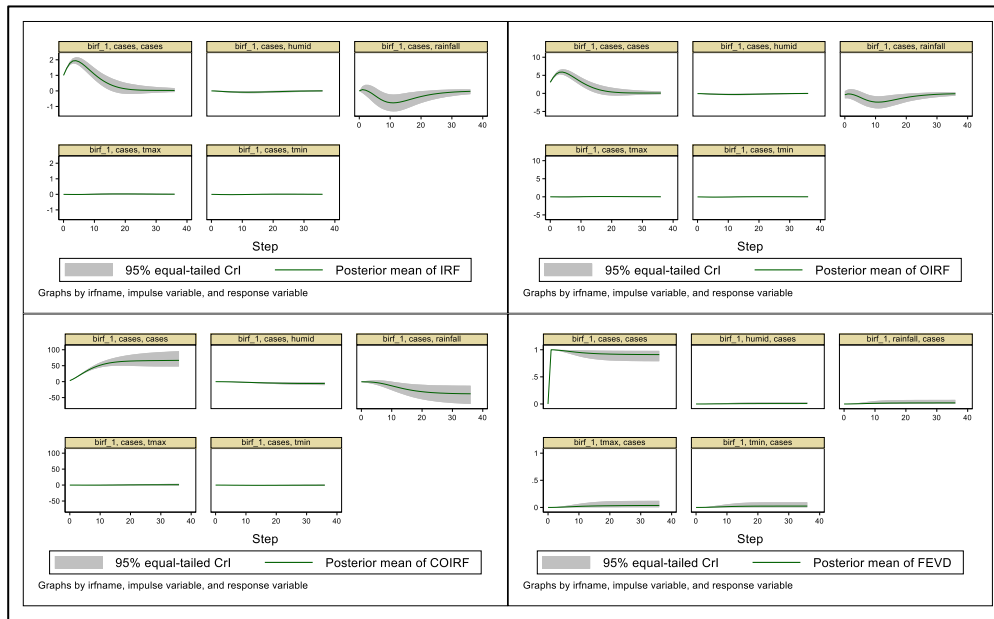 birf_1, cases, cases
birf_1, cases, humid
birf_1, cases, rainfall
2
1
0
-1
0 10 20 30 40
birf_1, cases, tmax
birf_1, cases, tmin
2
1
0
-1
0 10 20 30 40
0 10 20 30 40
Step
95% equal-tailed CrI
Posterior mean of IRF
Graphs by irfname, impulse variable, and response variable
birf_1, cases, cases
birf_1, cases, humid
birf_1, cases, rainfall
10
5
0
-5
0 10 20 30 40
birf_1, cases, tmax
birf_1, cases, tmin
10
5
0
-5
0 10 20 30 40
0 10 20 30 40
Step
95% equal-tailed CrI
Posterior mean of OIRF
Graphs by irfname, impulse variable, and response variable
birf_1, cases, cases
birf_1, cases, humid
birf_1, cases, rainfall
100
50
0
-50
0 10 20 30 40
birf_1, cases, tmax
birf_1, cases, tmin
100
50
0
-50
0 10 20 30 40
0 10 20 30 40
Step
95% equal-tailed CrI
Posterior mean of COIRF
Graphs by irfname, impulse variable, and response variable
birf_1, cases, cases
birf_1, humid, cases
birf_1, rainfall, cases
1
.5
0
0 10 20 30 40
birf_1, tmax, cases
birf_1, tmin, cases
1
.5
0
0 10 20 30 40
0 10 20 30 40
Step
95% equal-tailed CrI
Posterior mean of FEVD
Graphs by irfname, impulse variable, and response variable